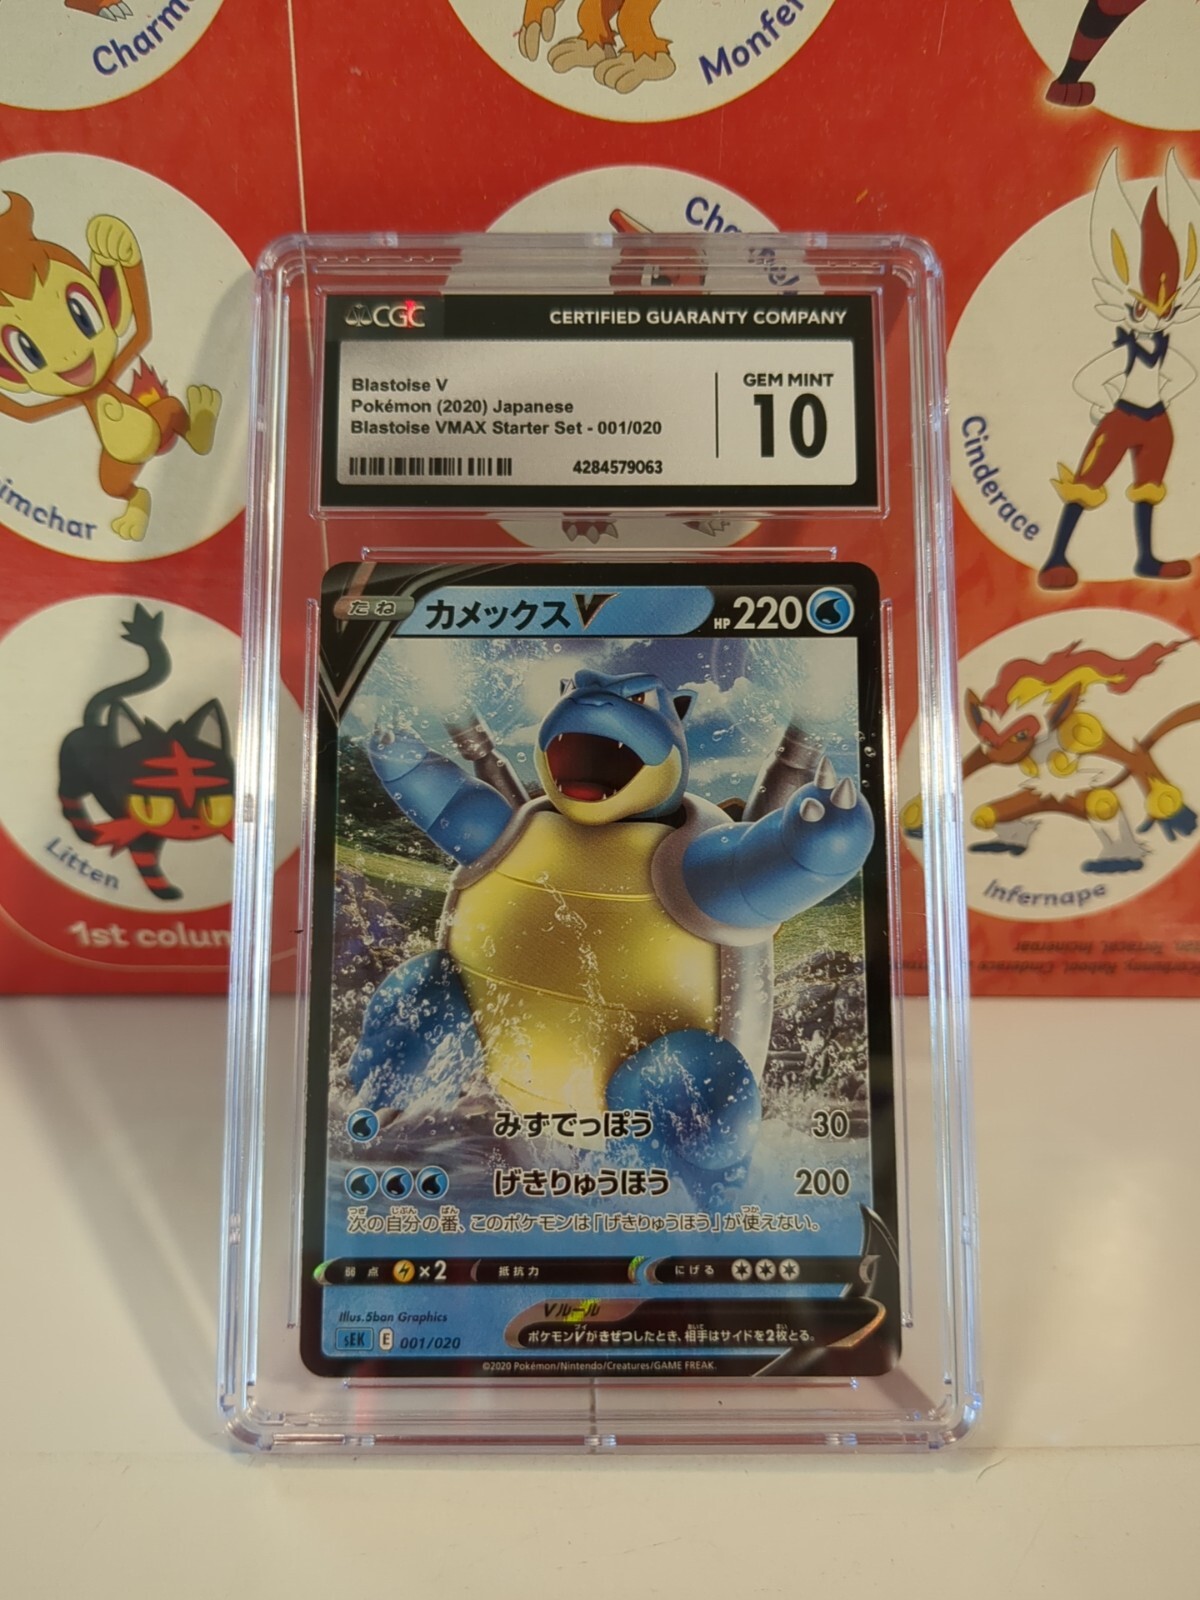 Charm
Monfer
Cha
CGC
CERTIFIED GUARANTY COMPANY
Blastoise V
Pokémon (2020) Japanese
Blastoise VMAX Starter Set - 001/020
4284579063
GEM MINT
10
imchar
Cinderace
Litten
Infernape
1st colum
たね
カメックスV
HP 220
みずでっぽう 30
げきりゅうほう 200
次の自分の番、このポケモンは「げきりゅうほう」が使えない。
弱点 ×2 抵抗力 にげる
Illus. 5ban Graphics
sEK E 001/020
Vルール
ポケモンVがきぜつしたとき、相手はサイドを2枚とる。
©2020 Pokémon/Nintendo/Creatures/GAME FREAK.